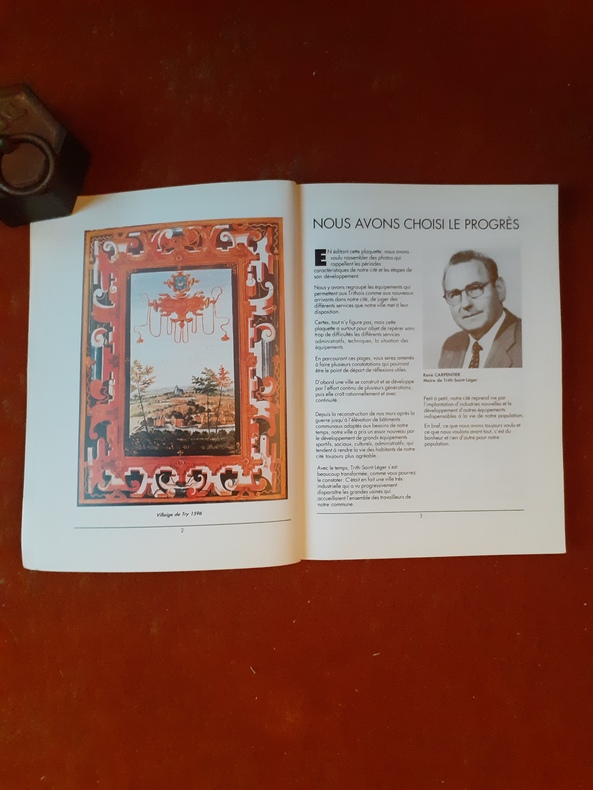 Village de Try 1596
2
NOUS AVONS CHOISI LE PROGRÈS
EN éditant cette plaquette, nous avons
voulu rassembler des photos qui
rappellent les périodes
caractéristiques de notre cité et les étapes de
son développement.
Nous y avons regroupé les équipements qui
permettent aux Trithois comme aux nouveaux
arrivants dans notre cité, de juger des
différents services que notre ville met à leur
disposition.
Certes, tout n'y figure pas, mais cette
plaquette a surtout pour objet de repérer sans
trop de difficultés les différents services
administratifs, techniques, la situation des
équipements.
En parcourant ces pages, vous serez amenés
à faire plusieurs constatations qui pourront
être le point de départ de réflexions utiles.
D'abord une ville se construit et se développe
par l'effort continu de plusieurs générations,
puis elle croît rationnellement et avec
continuité.
Depuis la reconstruction de nos murs après la
guerre jusqu'à l'élévation de bâtiments
communaux adaptés aux besoins de notre
temps, notre ville a pris un essor nouveau par
le développement de grands équipements
sportifs, sociaux, culturels, administratifs, qui
tendent à rendre la vie des habitants de notre
cité toujours plus agréable.
Avec le temps, Trith Saint-Léger s'est
beaucoup transformée, comme vous pourrez
le constater. C'était en fait une ville très
industrielle qui a vu progressivement
disparaître les grandes usines qui
accueillaient l'ensemble des travailleurs de
notre commune.
René CARPENTIER
Maire de Trith-Saint-Léger
Petit à petit, notre cité reprend vie par
l'implantation d'industries nouvelles et le
développement d'autres équipements
indispensables à la vie de notre population.
En bref, ce que nous avons toujours voulu et
ce que nous voulons avant tout, c'est du
bonheur et rien d'autre pour notre
population.
3